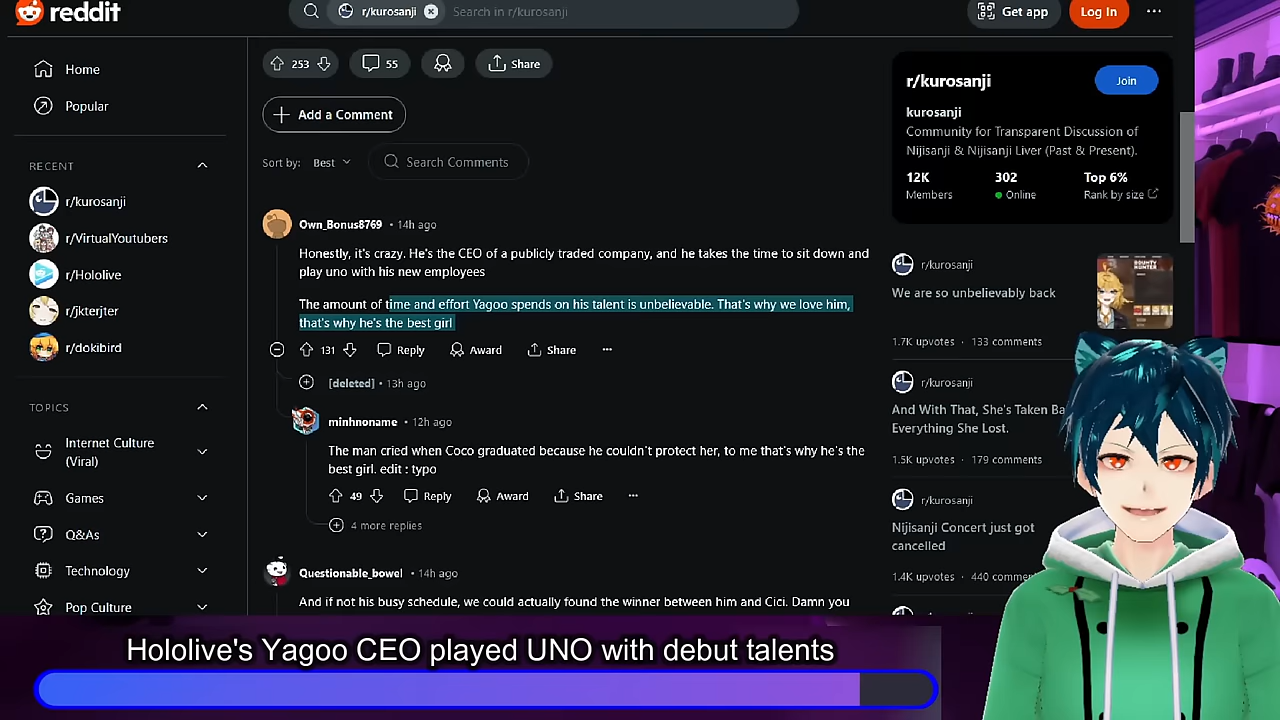 reddit
r/kurosanji
Search in r/kurosanji
Get app
Log In
Home
Popular
RECENT
r/kurosanji
r/VirtualYoutubers
r/Hololive
r/jkterjter
r/dokibird
TOPICS
Internet Culture
(Viral)
Games
Q&As
Technology
Pop Culture
253
55
Share
Add a Comment
Sort by: Best
Search Comments
Own_Bonus8769 • 14h ago
Honestly, it's crazy. He's the CEO of a publicly traded company, and he takes the time to sit down and
play uno with his new employees
The amount of time and effort Yagoo spends on his talent is unbelievable. That's why we love him,
that's why he's the best girl
131 Reply Award Share
[deleted] • 13h ago
minhnoname • 12h ago
The man cried when Coco graduated because he couldn't protect her, to me that's why he's the
best girl. edit : typo
49 Reply Award Share
4 more replies
Questionable_bowel • 14h ago
And if not his busy schedule, we could actually found the winner between him and Cici. Damn you
r/kurosanji
Join
kurosanji
Community for Transparent Discussion of
Nijisanji & Nijisanji Liver (Past & Present).
12K 302 Top 6%
Members Online Rank by size
r/kurosanji
We are so unbelievably back
BOUNTY
HUNTER
1.7K upvotes • 133 comments
r/kurosanji
And With That, She's Taken Ba
Everything She Lost.
1.5K upvotes • 179 comments
r/kurosanji
Nijisanji Concert just got
cancelled
1.4K upvotes • 440 commen
Hololive's Yagoo CEO played UNO with debut talents